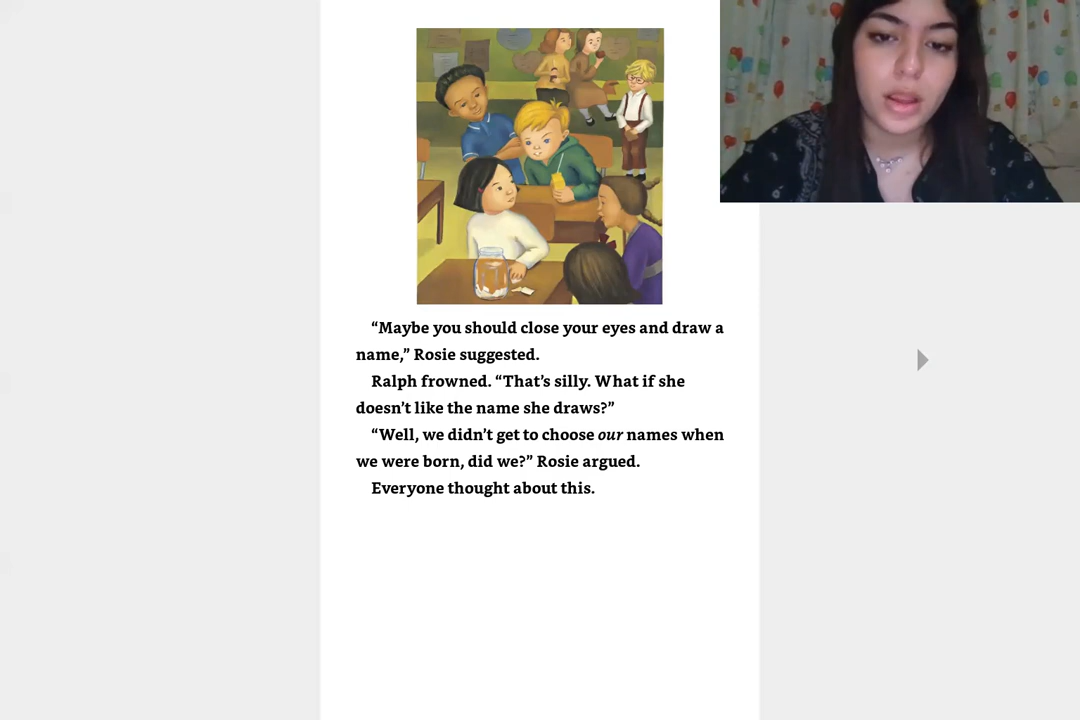 “Maybe you should close your eyes and draw a
name,” Rosie suggested.
Ralph frowned. “That’s silly. What if she
doesn’t like the name she draws?”
“Well, we didn’t get to choose our names when
we were born, did we?” Rosie argued.
Everyone thought about this.